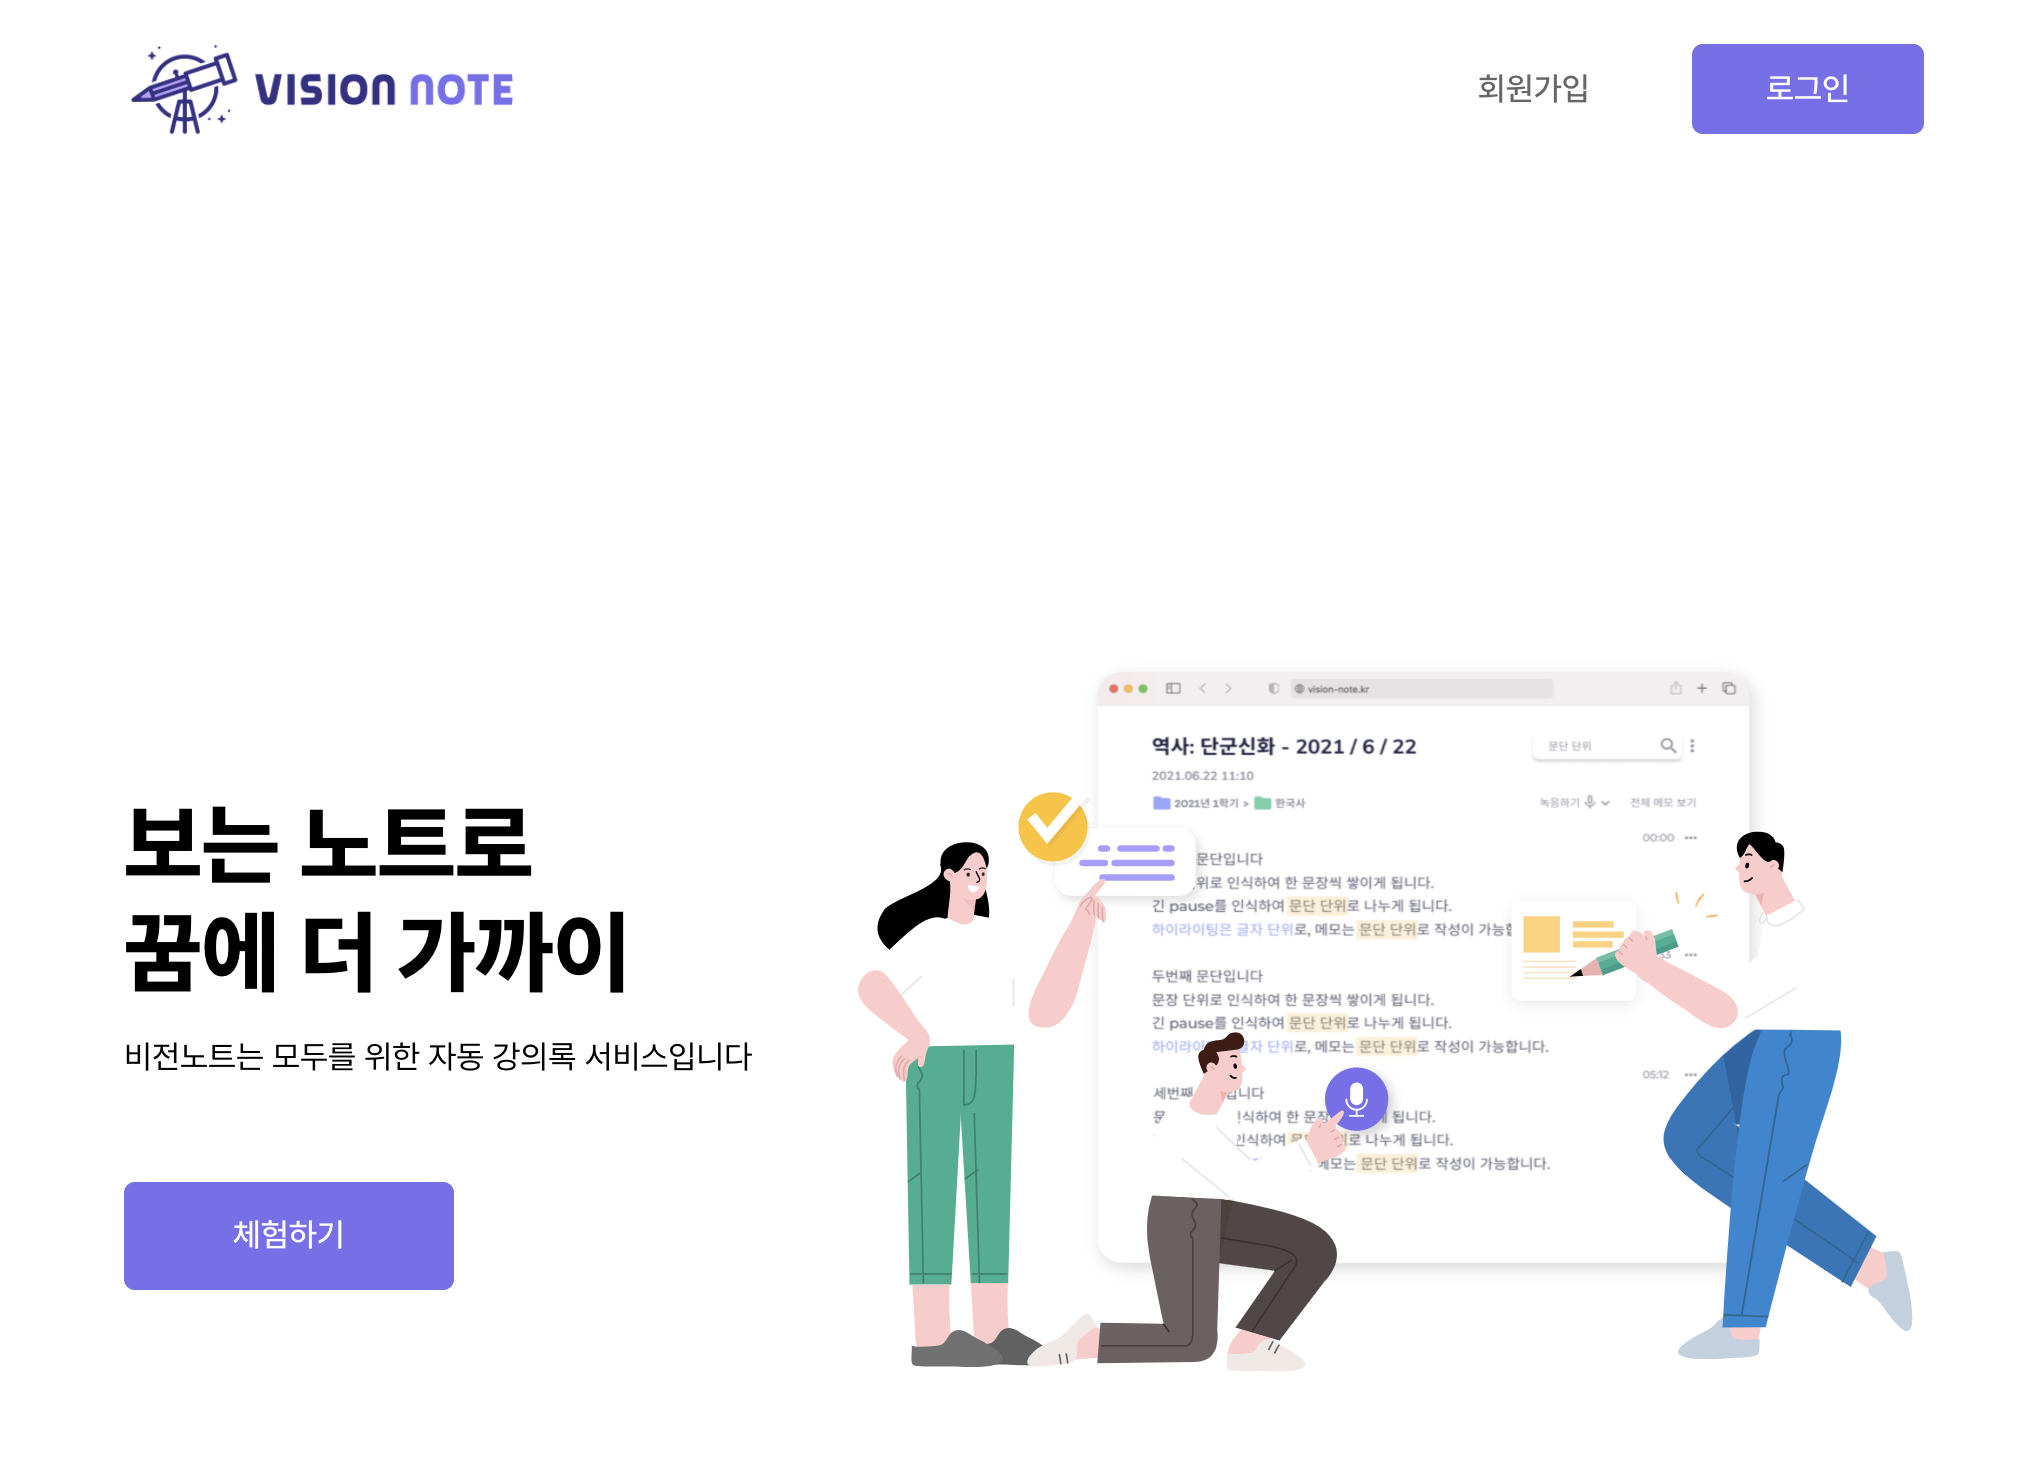 VISION NOTE
회원가입
로그인
보는 노트로
꿈에 더 가까이
비전노트는 모두를 위한 자동 강의록 서비스입니다
체험하기
vision-note.kr
역사: 단군신화 - 2021 / 6 / 22
문단 단위
2021.06.22 11:10
2021년 1학기 > 한국사
녹음하기
전체 메모 보기
00:00
문단입니다
위로 인식하여 한 문장씩 쌓이게 됩니다.
긴 pause를 인식하여 문단 단위로 나누게 됩니다.
하이라이팅은 글자 단위로, 메모는 문단 단위로 작성이 가능합
두번째 문단입니다
문장 단위로 인식하여 한 문장씩 쌓이게 됩니다.
긴 pause를 인식하여 문단 단위로 나누게 됩니다.
하이라이 글자 단위로, 메모는 문단 단위로 작성이 가능합니다.
05:12
세번째 입니다
인식하여 한 문장 됩니다.
인식하여 로 나누게 됩니다.
메모는 문단 단위로 작성이 가능합니다.